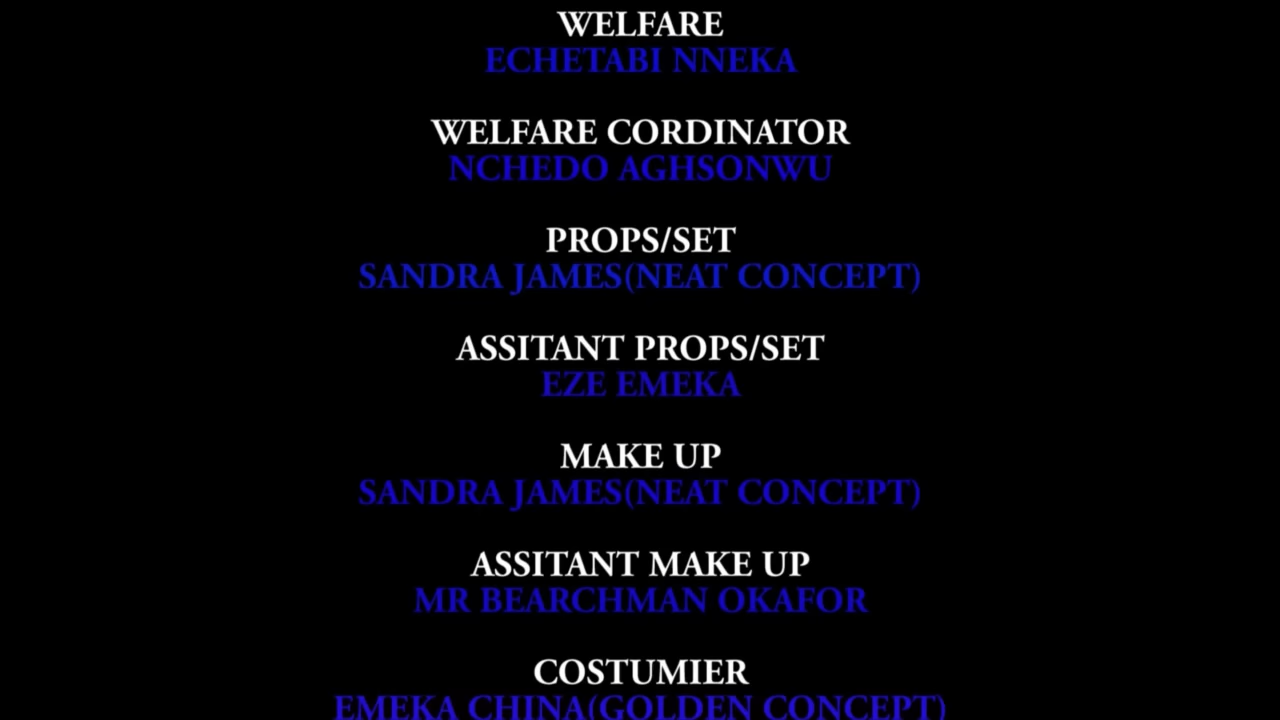 WELFARE
ECHETABI NNEKA
WELFARE CORDINATOR
NCHEDO AGHSONWU
PROPS/SET
SANDRA JAMES(NEAT CONCEPT)
ASSITANT PROPS/SET
EZE EMEKA
MAKE UP
SANDRA JAMES(NEAT CONCEPT)
ASSITANT MAKE UP
MR BEARCHMAN OKAFOR
COSTUMIER
EMEKA CHINA(GOLDEN CONCEPT)